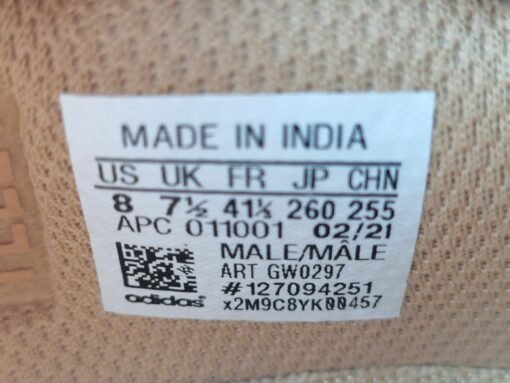 MADE IN INDIA
US UK FR JP CHN
8 7½ 41⅓ 260 255
APC 011001 02/21
MALE/MÂLE
ART GW0297
#127094251
adidas x2M9C8YK00457